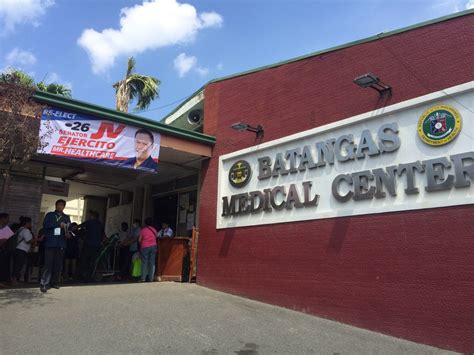 RE-ELECT
#26 JV
SENATOR
EJERCITO
MR. HEALTHCARE
BATANGAS
MEDICAL CENTER